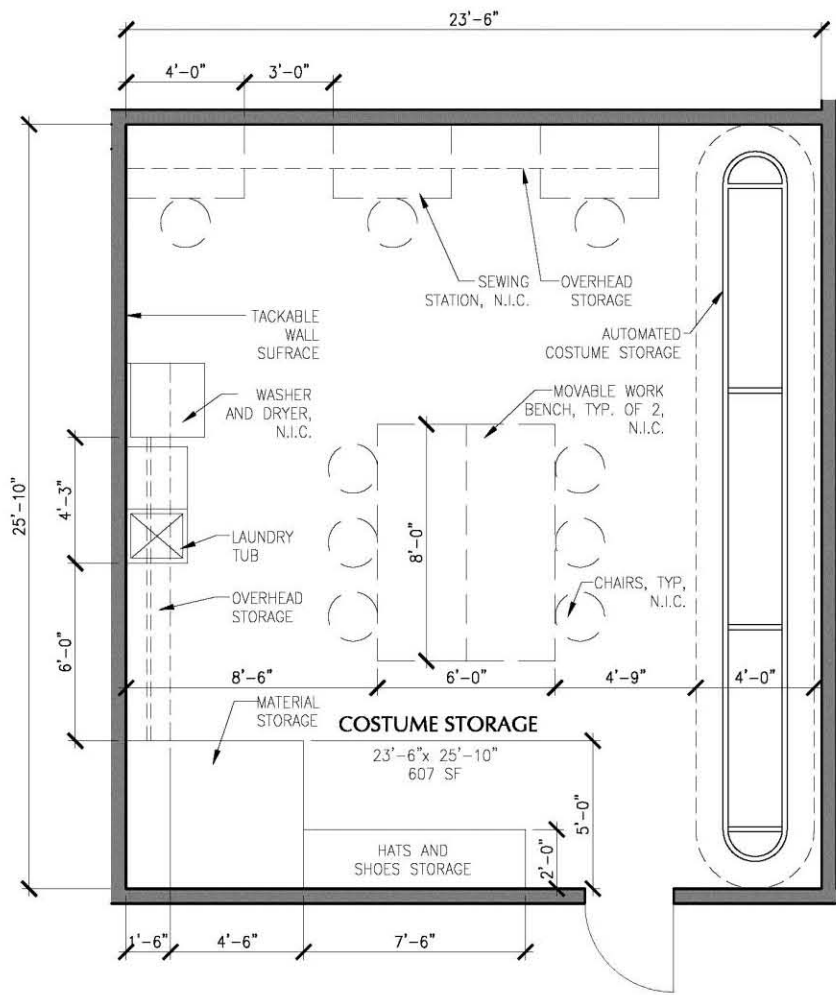 23'-6"
4'-0"
3'-0"
SEWING
STATION, N.I.C.
OVERHEAD
STORAGE
TACKABLE
WALL
SUFRACE
AUTOMATED
COSTUME STORAGE
WASHER
AND DRYER,
N.I.C.
MOVABLE WORK
BENCH, TYP. OF 2,
N.I.C.
25'-10"
4'-3"
8'-0"
LAUNDRY
TUB
CHAIRS, TYP,
N.I.C.
OVERHEAD
STORAGE
6'-0"
8'-6"
6'-0"
4'-9"
4'-0"
MATERIAL
STORAGE
COSTUME STORAGE
23'-6"x 25'-10"
607 SF
5'-0"
2'-0"
HATS AND
SHOES STORAGE
1'-6"
4'-6"
7'-6"